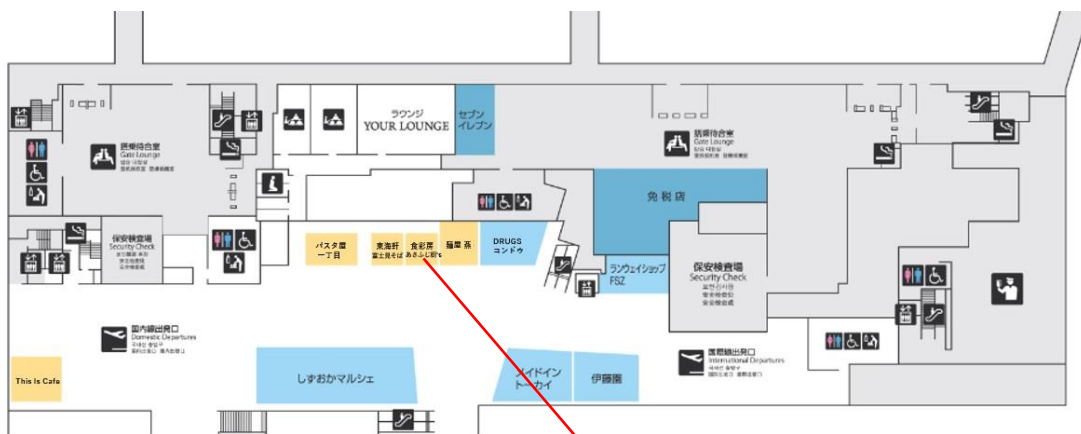 ラウンジ
YOUR LOUNGE
セブン
イレブン
搭乗待合室
Gate Lounge
搭乗待合室
Gate Lounge
免税店
保安検査場
Security Check
パスタ屋
一丁目
東海軒
富士見そば
食彩房
麺屋 燕
DRUGS
コンドウ
ランウェイショップ
FSZ
保安検査場
Security Check
国内線出発口
Domestic Departures
国際線出発口
International Departures
This Is Cafe
しずおかマルシェ
メイドイン
トーカイ
伊藤園